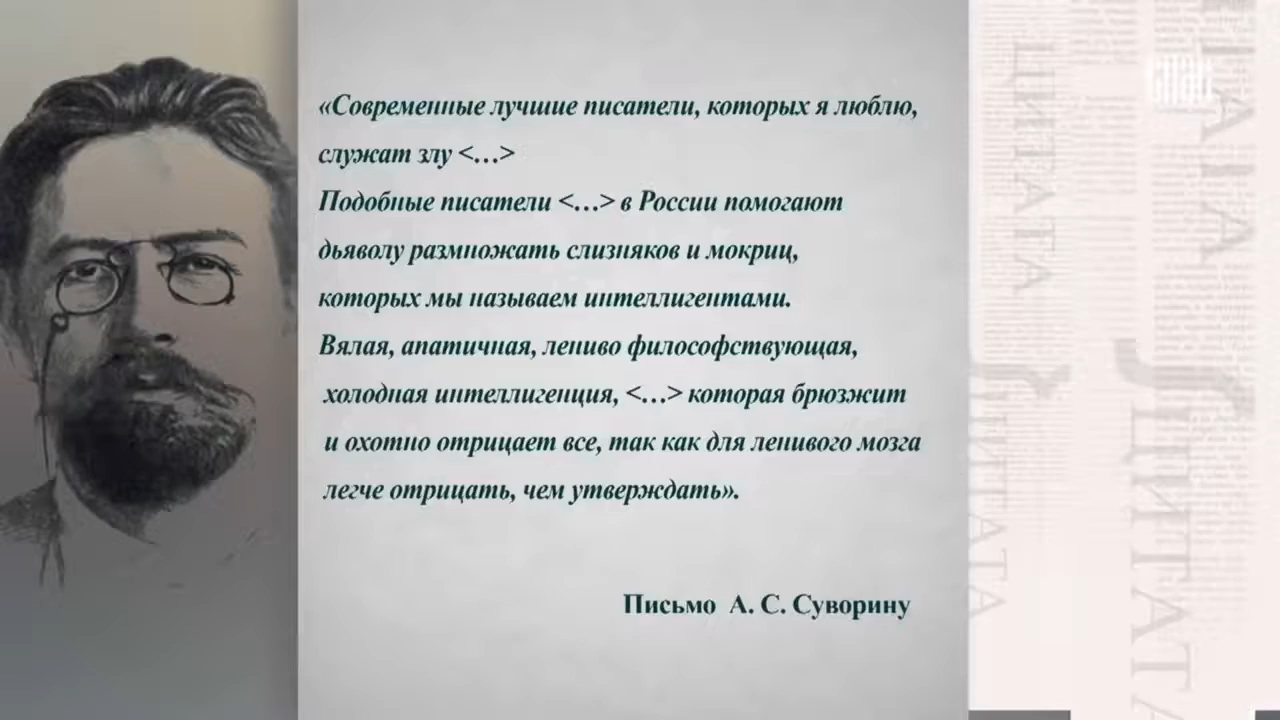 «Современные лучшие писатели, которых я люблю,
служат злу <…>
Подобные писатели <…> в России помогают
дьяволу размножать слизняков и мокриц,
которых мы называем интеллигентами.
Вялая, апатичная, лениво философствующая,
холодная интеллигенция, <…> которая брюзжит
и охотно отрицает все, так как для ленивого мозга
легче отрицать, чем утверждать».
Письмо А. С. Суворину
ЦИТАТА
ЦИТАТА
ЦИТАТА